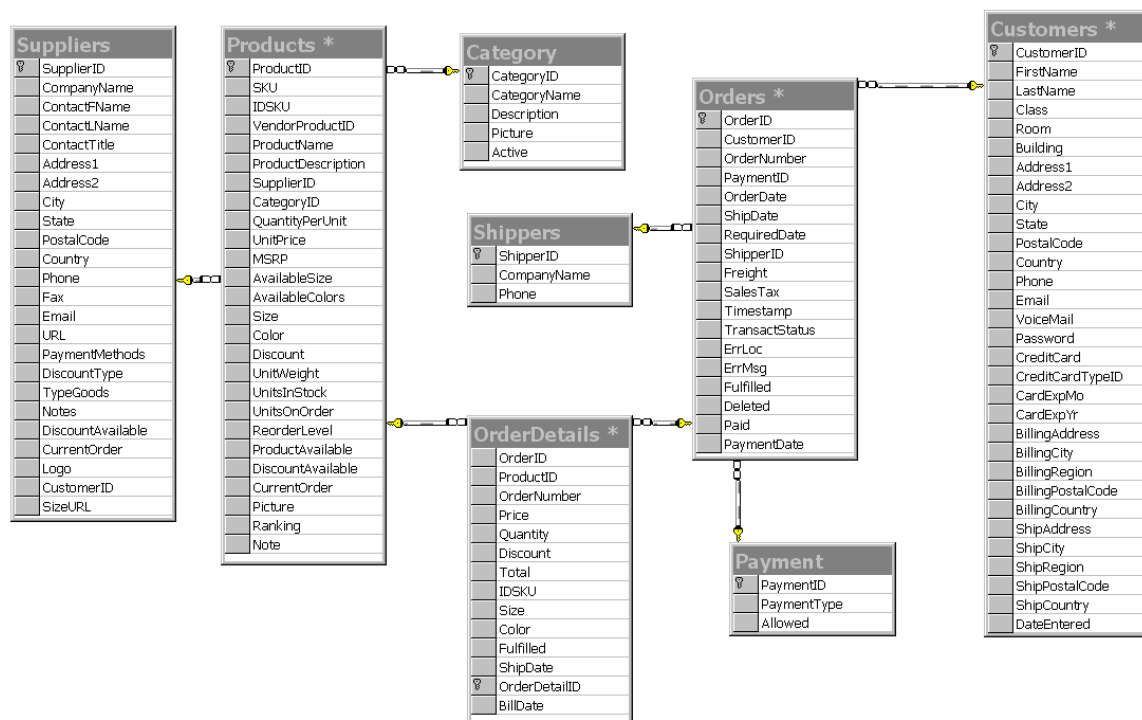 Suppliers
SupplierID
CompanyName
ContactFName
ContactLName
ContactTitle
Address1
Address2
City
State
PostalCode
Country
Phone
Fax
Email
URL
PaymentMethods
DiscountType
TypeGoods
Notes
DiscountAvailable
CurrentOrder
Logo
CustomerID
SizeURL
Products *
ProductID
SKU
IDSKU
VendorProductID
ProductName
ProductDescription
SupplierID
CategoryID
QuantityPerUnit
UnitPrice
MSRP
AvailableSize
AvailableColors
Size
Color
Discount
UnitWeight
UnitsInStock
UnitsOnOrder
ReorderLevel
ProductAvailable
DiscountAvailable
CurrentOrder
Picture
Ranking
Note
Category
CategoryID
CategoryName
Description
Picture
Active
Shippers
ShipperID
CompanyName
Phone
OrderDetails *
OrderID
ProductID
OrderNumber
Price
Quantity
Discount
Total
IDSKU
Size
Color
Fulfilled
ShipDate
OrderDetailID
BillDate
Orders *
OrderID
CustomerID
OrderNumber
PaymentID
OrderDate
ShipDate
RequiredDate
ShipperID
Freight
SalesTax
Timestamp
TransactStatus
ErrLoc
ErrMsg
Fulfilled
Deleted
Paid
PaymentDate
Payment
PaymentID
PaymentType
Allowed
Customers *
CustomerID
FirstName
LastName
Class
Room
Building
Address1
Address2
City
State
PostalCode
Country
Phone
Email
VoiceMail
Password
CreditCard
CreditCardTypeID
CardExpMo
CardExpYr
BillingAddress
BillingCity
BillingRegion
BillingPostalCode
BillingCountry
ShipAddress
ShipCity
ShipRegion
ShipPostalCode
ShipCountry
DateEntered